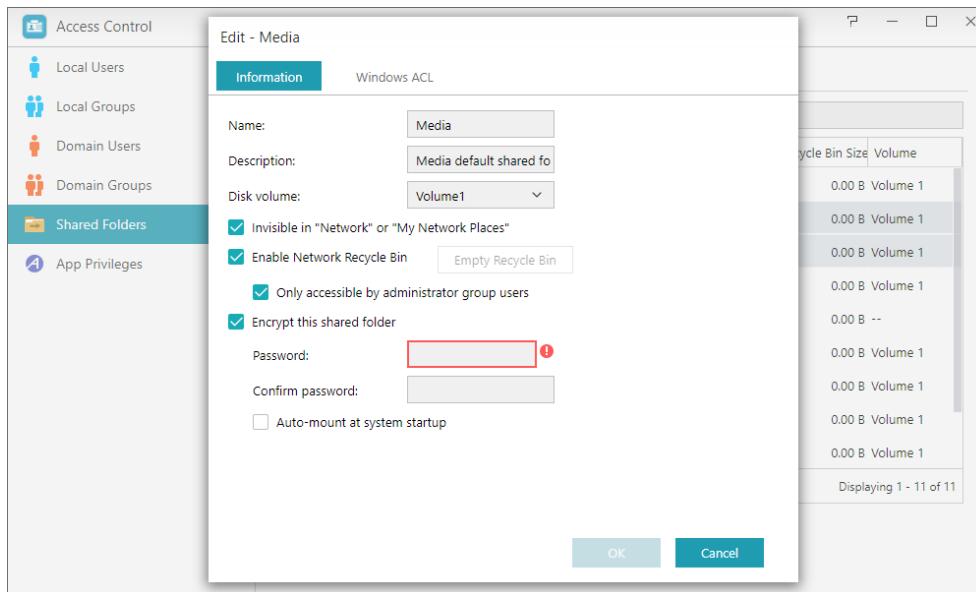 Access Control
Local Users
Local Groups
Domain Users
Domain Groups
Shared Folders
App Privileges
Edit - Media
Information Windows ACL
Name: Media
Description: Media default shared fo
Disk volume: Volume1
Invisible in "Network" or "My Network Places"
Enable Network Recycle Bin Empty Recycle Bin
Only accessible by administrator group users
Encrypt this shared folder
Password:
Confirm password:
Auto-mount at system startup
OK Cancel
ycle Bin Size Volume
0.00 B Volume 1
0.00 B Volume 1
0.00 B Volume 1
0.00 B Volume 1
0.00 B --
0.00 B Volume 1
0.00 B Volume 1
0.00 B Volume 1
0.00 B Volume 1
Displaying 1 - 11 of 11